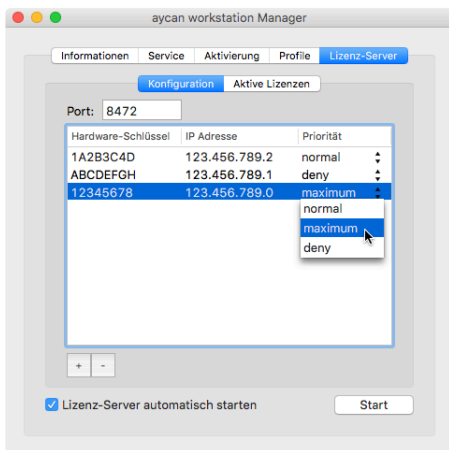 aycan workstation Manager
Informationen Service Aktivierung Profile Lizenz-Server
Konfiguration Aktive Lizenzen
Port: 8472
Hardware-Schlüssel IP Adresse Priorität
1A2B3C4D 123.456.789.2 normal
ABCDEFGH 123.456.789.1 deny
12345678 123.456.789.0 maximum
normal
maximum
deny
+ -
Lizenz-Server automatisch starten Start